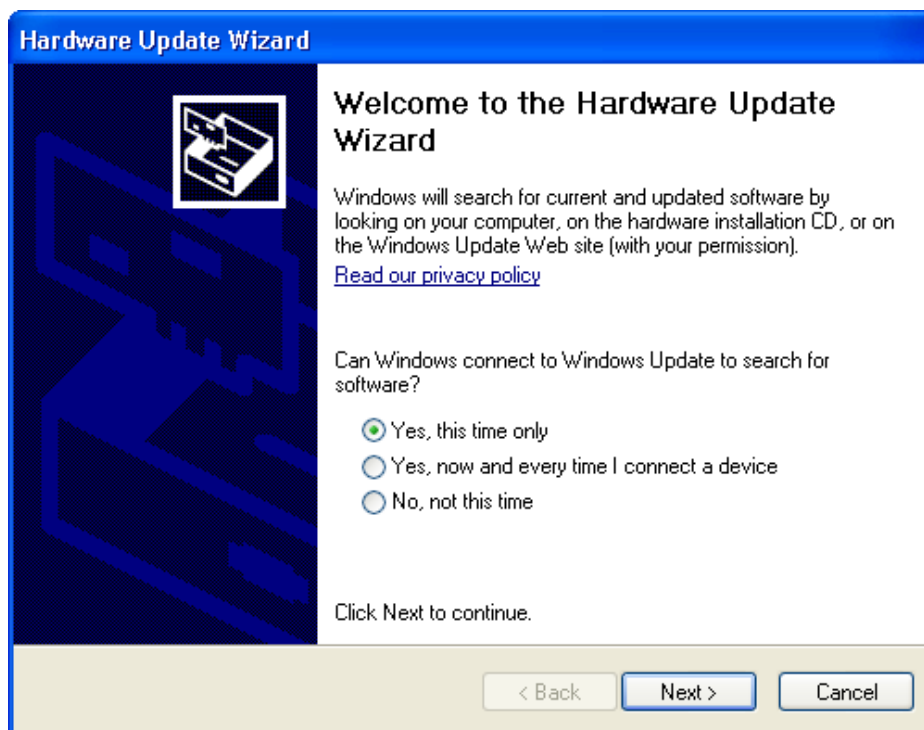 Hardware Update Wizard
Welcome to the Hardware Update
Wizard
Windows will search for current and updated software by
looking on your computer, on the hardware installation CD, or on
the Windows Update Web site (with your permission).
Read our privacy policy
Can Windows connect to Windows Update to search for
software?
Yes, this time only
Yes, now and every time I connect a device
No, not this time
Click Next to continue.
< Back
Next >
Cancel